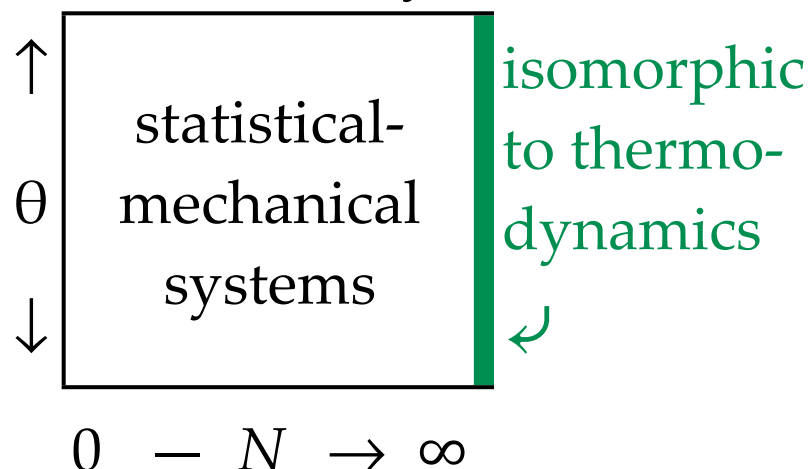 statistical-
mechanical
systems
isomorphic
to thermo-
dynamics
↑
θ
↓
0 — N → ∞